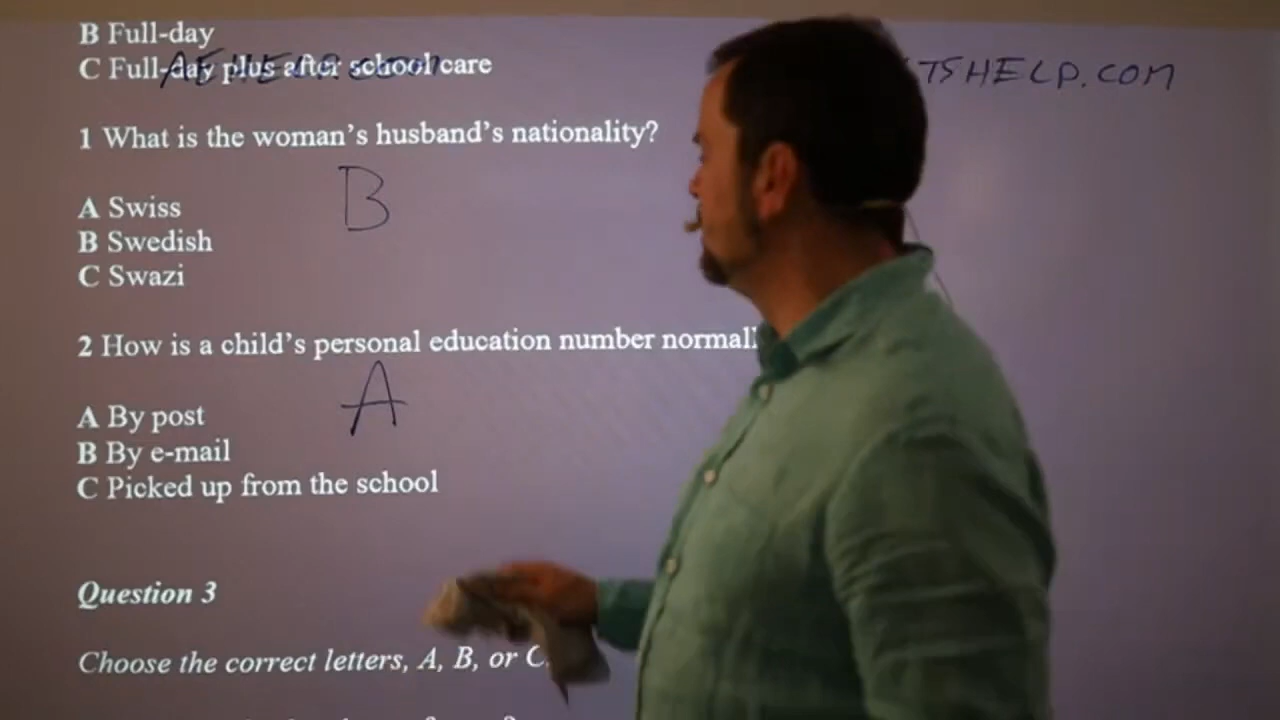 B Full-day
C Full-day plus after school care
AEHELP.COM
TSHELP.COM
1 What is the woman's husband's nationality?
B
A Swiss
B Swedish
C Swazi
2 How is a child's personal education number normall
A
A By post
B By e-mail
C Picked up from the school
Question 3
Choose the correct letters, A, B, or C.